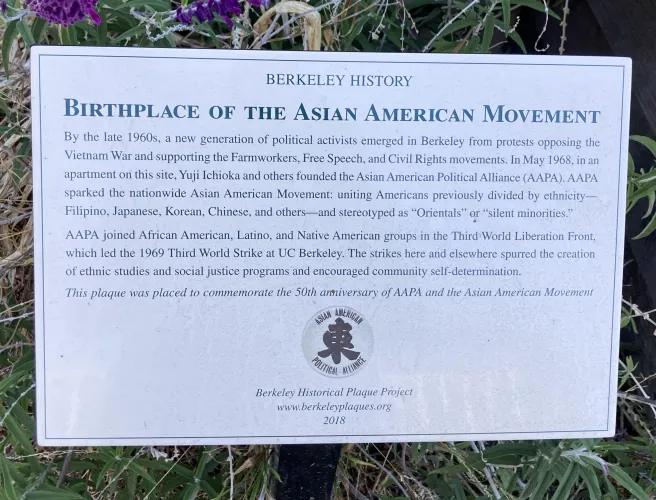 BERKELEY HISTORY
BIRTHPLACE OF THE ASIAN AMERICAN MOVEMENT
By the late 1960s, a new generation of political activists emerged in Berkeley from protests opposing the
Vietnam War and supporting the Farmworkers, Free Speech, and Civil Rights movements. In May 1968, in an
apartment on this site, Yuji Ichioka and others founded the Asian American Political Alliance (AAPA). AAPA
sparked the nationwide Asian American Movement: uniting Americans previously divided by ethnicity—
Filipino, Japanese, Korean, Chinese, and others—and stereotyped as “Orientals” or “silent minorities.”
AAPA joined African American, Latino, and Native American groups in the Third World Liberation Front,
which led the 1969 Third World Strike at UC Berkeley. The strikes here and elsewhere spurred the creation
of ethnic studies and social justice programs and encouraged community self-determination.
This plaque was placed to commemorate the 50th anniversary of AAPA and the Asian American Movement
ASIAN AMERICAN
東
POLITICAL ALLIANCE
Berkeley Historical Plaque Project
www.berkeleyplaques.org
2018